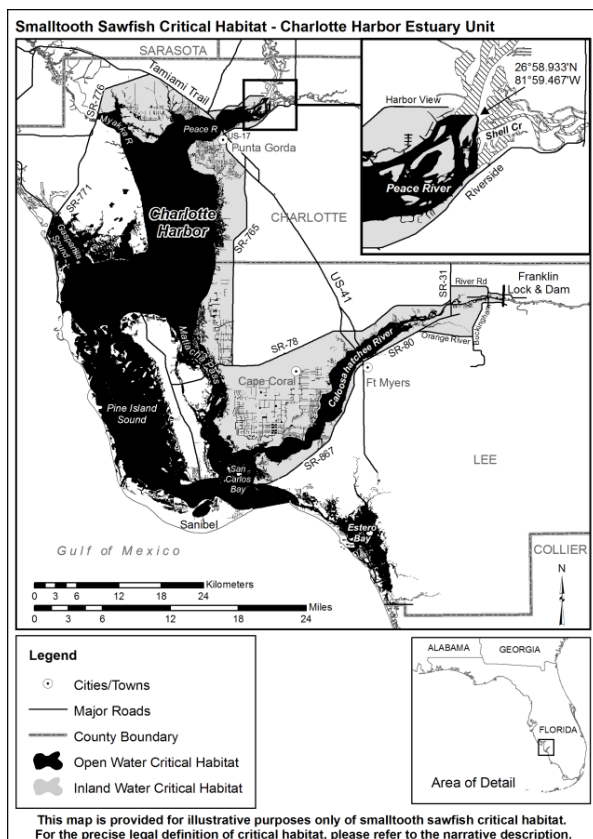 Smalltooth Sawfish Critical Habitat - Charlotte Harbor Estuary Unit
SARASOTA
Tamiami Trail
SR-776
Myakka R
Peace R
US-17
Punta Gorda
26°58.933'N
81°59.467'W
Harbor View
Shell Cr
Peace River
Riverside
SR-771
Gasparilla
Sound
Charlotte
Harbor
CHARLOTTE
SR-765
US-41
SR-31
River Rd
Franklin
Lock & Dam
Buckingham
Orange River
SR-78
SR-80
Matlacha Pass
Cape Coral
Caloosahatchee River
Ft Myers
Pine Island
Sound
SR-867
San
Carlos
Bay
LEE
Sanibel
Estero
Bay
Gulf of Mexico
COLLIER
N
0 3 6 12 18 24
Kilometers
0 3 6 12 18 24
Miles
Legend
Cities/Towns
Major Roads
County Boundary
Open Water Critical Habitat
Inland Water Critical Habitat
ALABAMA
GEORGIA
FLORIDA
Area of Detail
This map is provided for illustrative purposes only of smalltooth sawfish critical habitat.
For the precise legal definition of critical habitat, please refer to the narrative description.